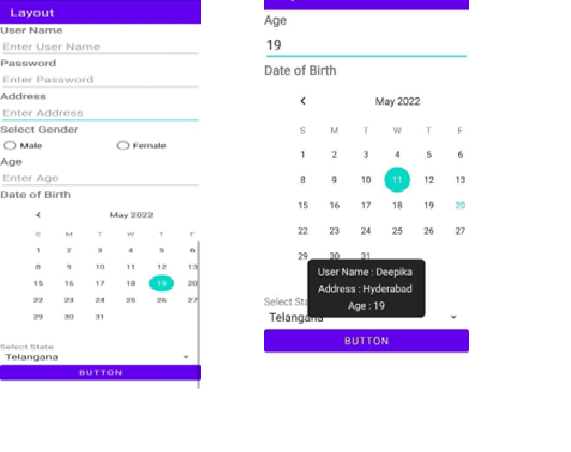 Layout
User Name
Enter User Name
Password
Enter Password
Address
Enter Address
Select Gender
Male Female
Age
Enter Age
Date of Birth
< May 2022
S M T W T F
1 2 3 4 5 6
8 9 10 11 12 13
15 16 17 18 19 20
22 23 24 25 26 27
29 30 31
Select State
Telangana
BUTTON
Age
19
Date of Birth
< May 2022
S M T W T F
1 2 3 4 5 6
8 9 10 11 12 13
15 16 17 18 19 20
22 23 24 25 26 27
29 30 31
User Name : Deepika
Address : Hyderabad
Age : 19
Select Sta
Telangana
BUTTON